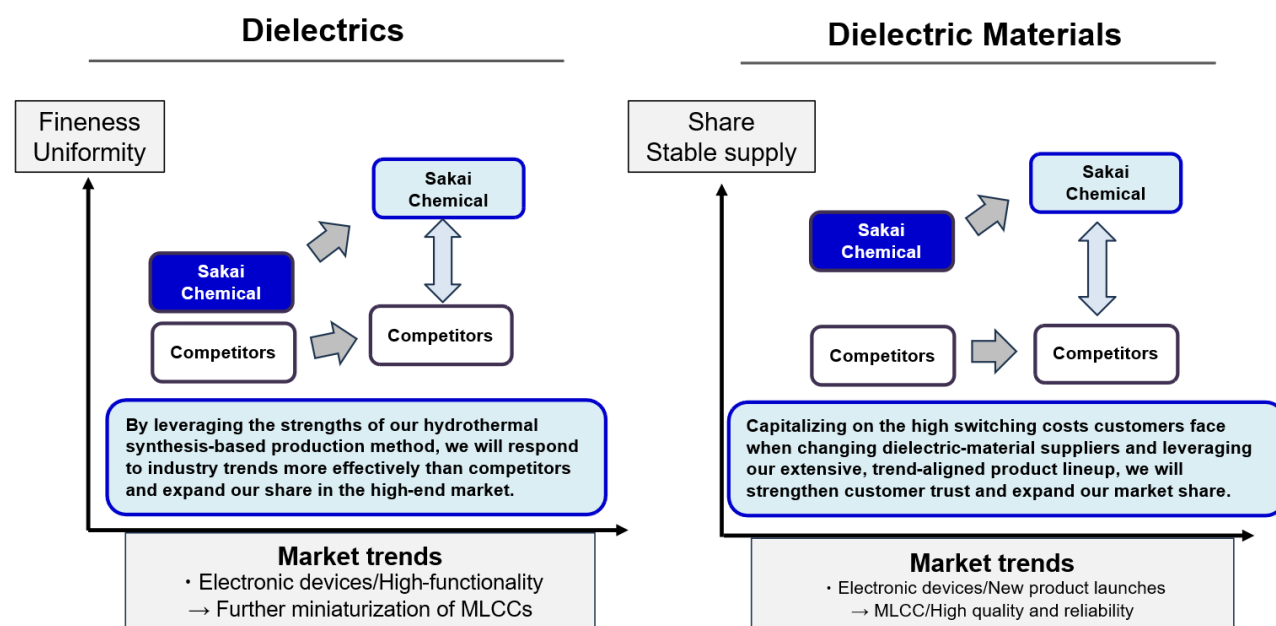 Dielectrics
Fineness
Uniformity
Sakai
Chemical
Sakai
Chemical
Competitors
Competitors
By leveraging the strengths of our hydrothermal
synthesis-based production method, we will respond
to industry trends more effectively than competitors
and expand our share in the high-end market.
Market trends
・Electronic devices/High-functionality
→ Further miniaturization of MLCCs
Dielectric Materials
Share
Stable supply
Sakai
Chemical
Sakai
Chemical
Competitors
Competitors
Capitalizing on the high switching costs customers face
when changing dielectric-material suppliers and leveraging
our extensive, trend-aligned product lineup, we will
strengthen customer trust and expand our market share.
Market trends
・Electronic devices/New product launches
→ MLCC/High quality and reliability